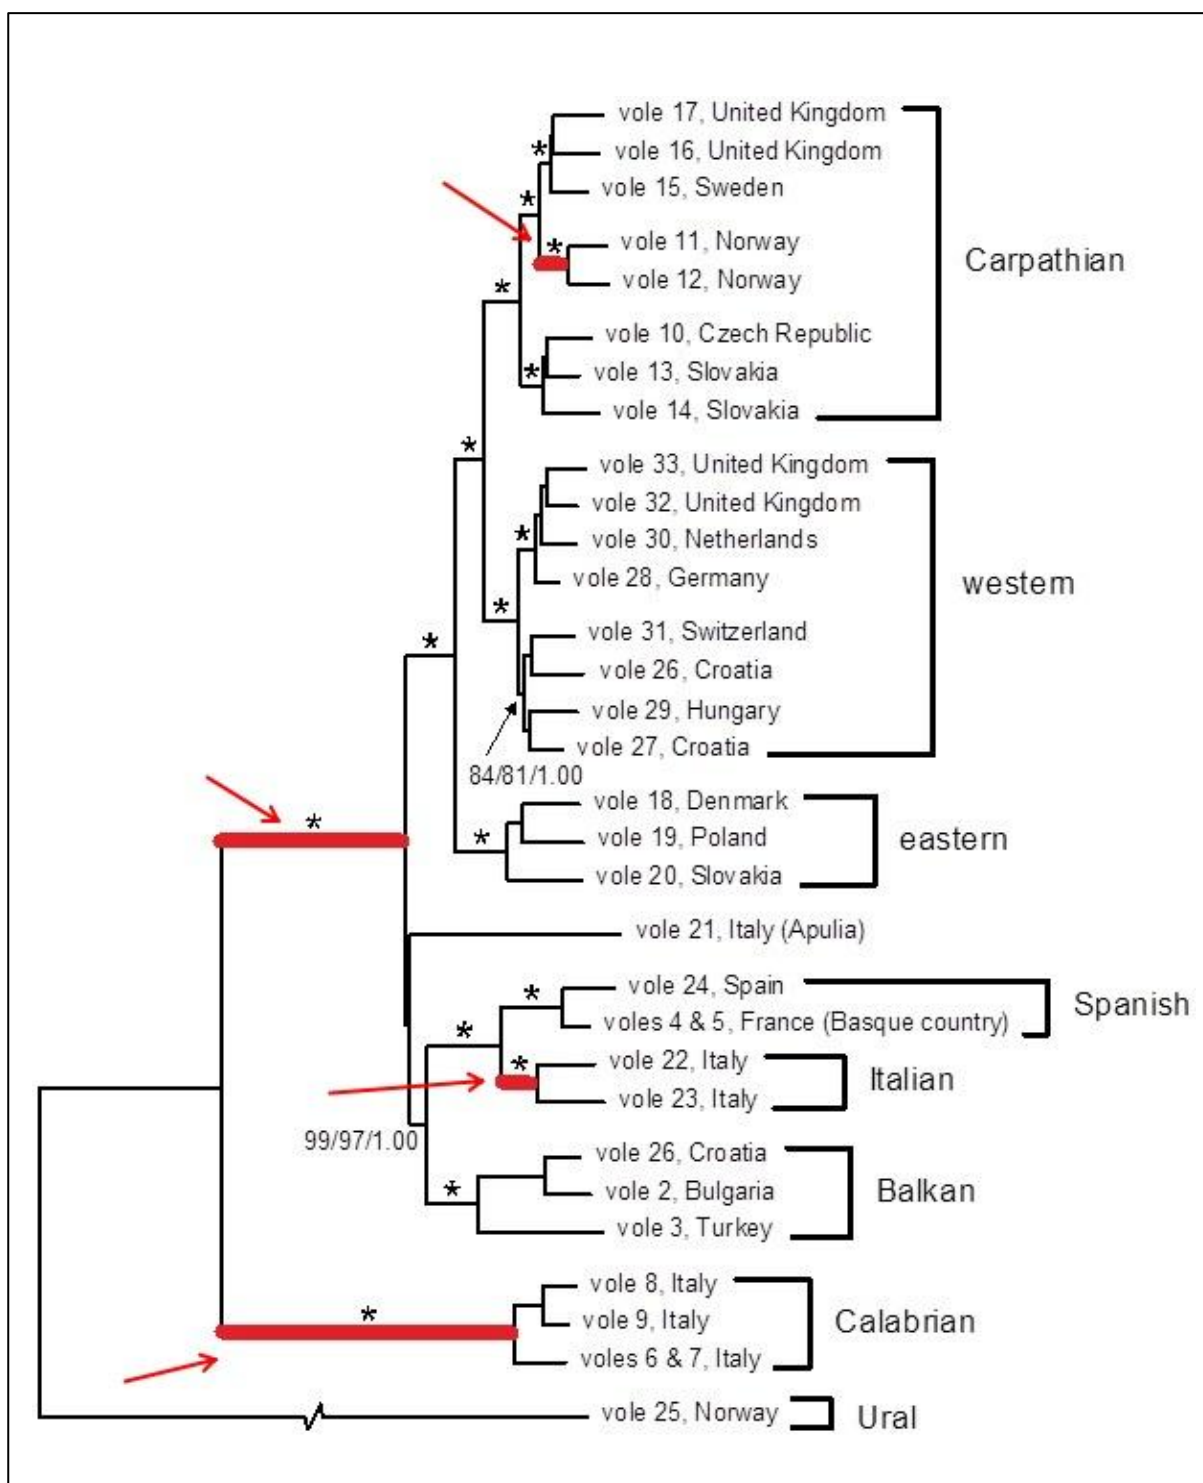 vole 17, United Kingdom
*
vole 16, United Kingdom
*
vole 15, Sweden
*
vole 11, Norway
Carpathian
*
vole 12, Norway
*
vole 10, Czech Republic
vole 13, Slovakia
*
vole 14, Slovakia
*
vole 33, United Kingdom
vole 32, United Kingdom
*
vole 30, Netherlands
vole 28, Germany
western
*
vole 31, Switzerland
*
vole 26, Croatia
vole 29, Hungary
vole 27, Croatia
84/81/1.00
vole 18, Denmark
*
vole 19, Poland
eastern
*
vole 20, Slovakia
vole 21, Italy (Apulia)
*
vole 24, Spain
Spanish
*
voles 4 & 5, France (Basque country)
*
vole 22, Italy
Italian
vole 23, Italy
99/97/1.00
vole 26, Croatia
*
vole 2, Bulgaria
Balkan
vole 3, Turkey
vole 8, Italy
*
vole 9, Italy
Calabrian
voles 6 & 7, Italy
vole 25, Norway
Ural